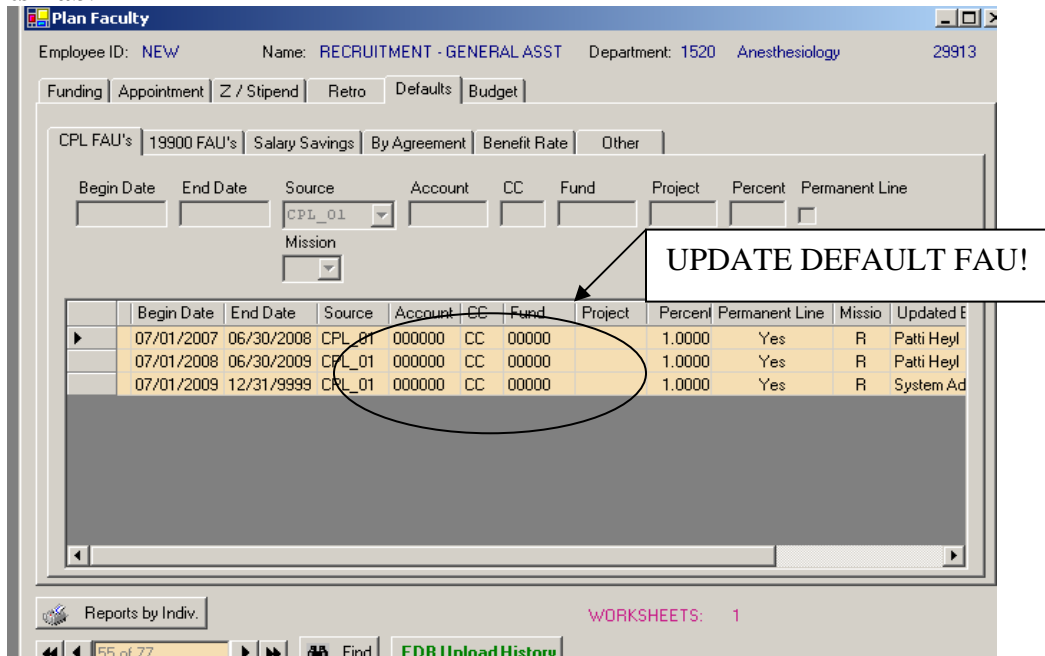 Plan Faculty
Employee ID: NEW Name: RECRUITMENT - GENERAL ASST Department: 1520 Anesthesiology 29913
Funding Appointment Z / Stipend Retro Defaults Budget
CPL FAU's 19900 FAU's Salary Savings By Agreement Benefit Rate Other
Begin Date End Date Source Account CC Fund Project Percent Permanent Line
CPL_01
Mission
UPDATE DEFAULT FAU!
Begin Date End Date Source Account CC Fund Project Percent Permanent Line Missio Updated B
07/01/2007 06/30/2008 CPL_01 000000 CC 00000 1.0000 Yes R Patti Heyl
07/01/2008 06/30/2009 CPL_01 000000 CC 00000 1.0000 Yes R Patti Heyl
07/01/2009 12/31/9999 CPL_01 000000 CC 00000 1.0000 Yes R System Ad
Reports by Indiv. WORKSHEETS: 1
55 of 77 Find EDB Upload History